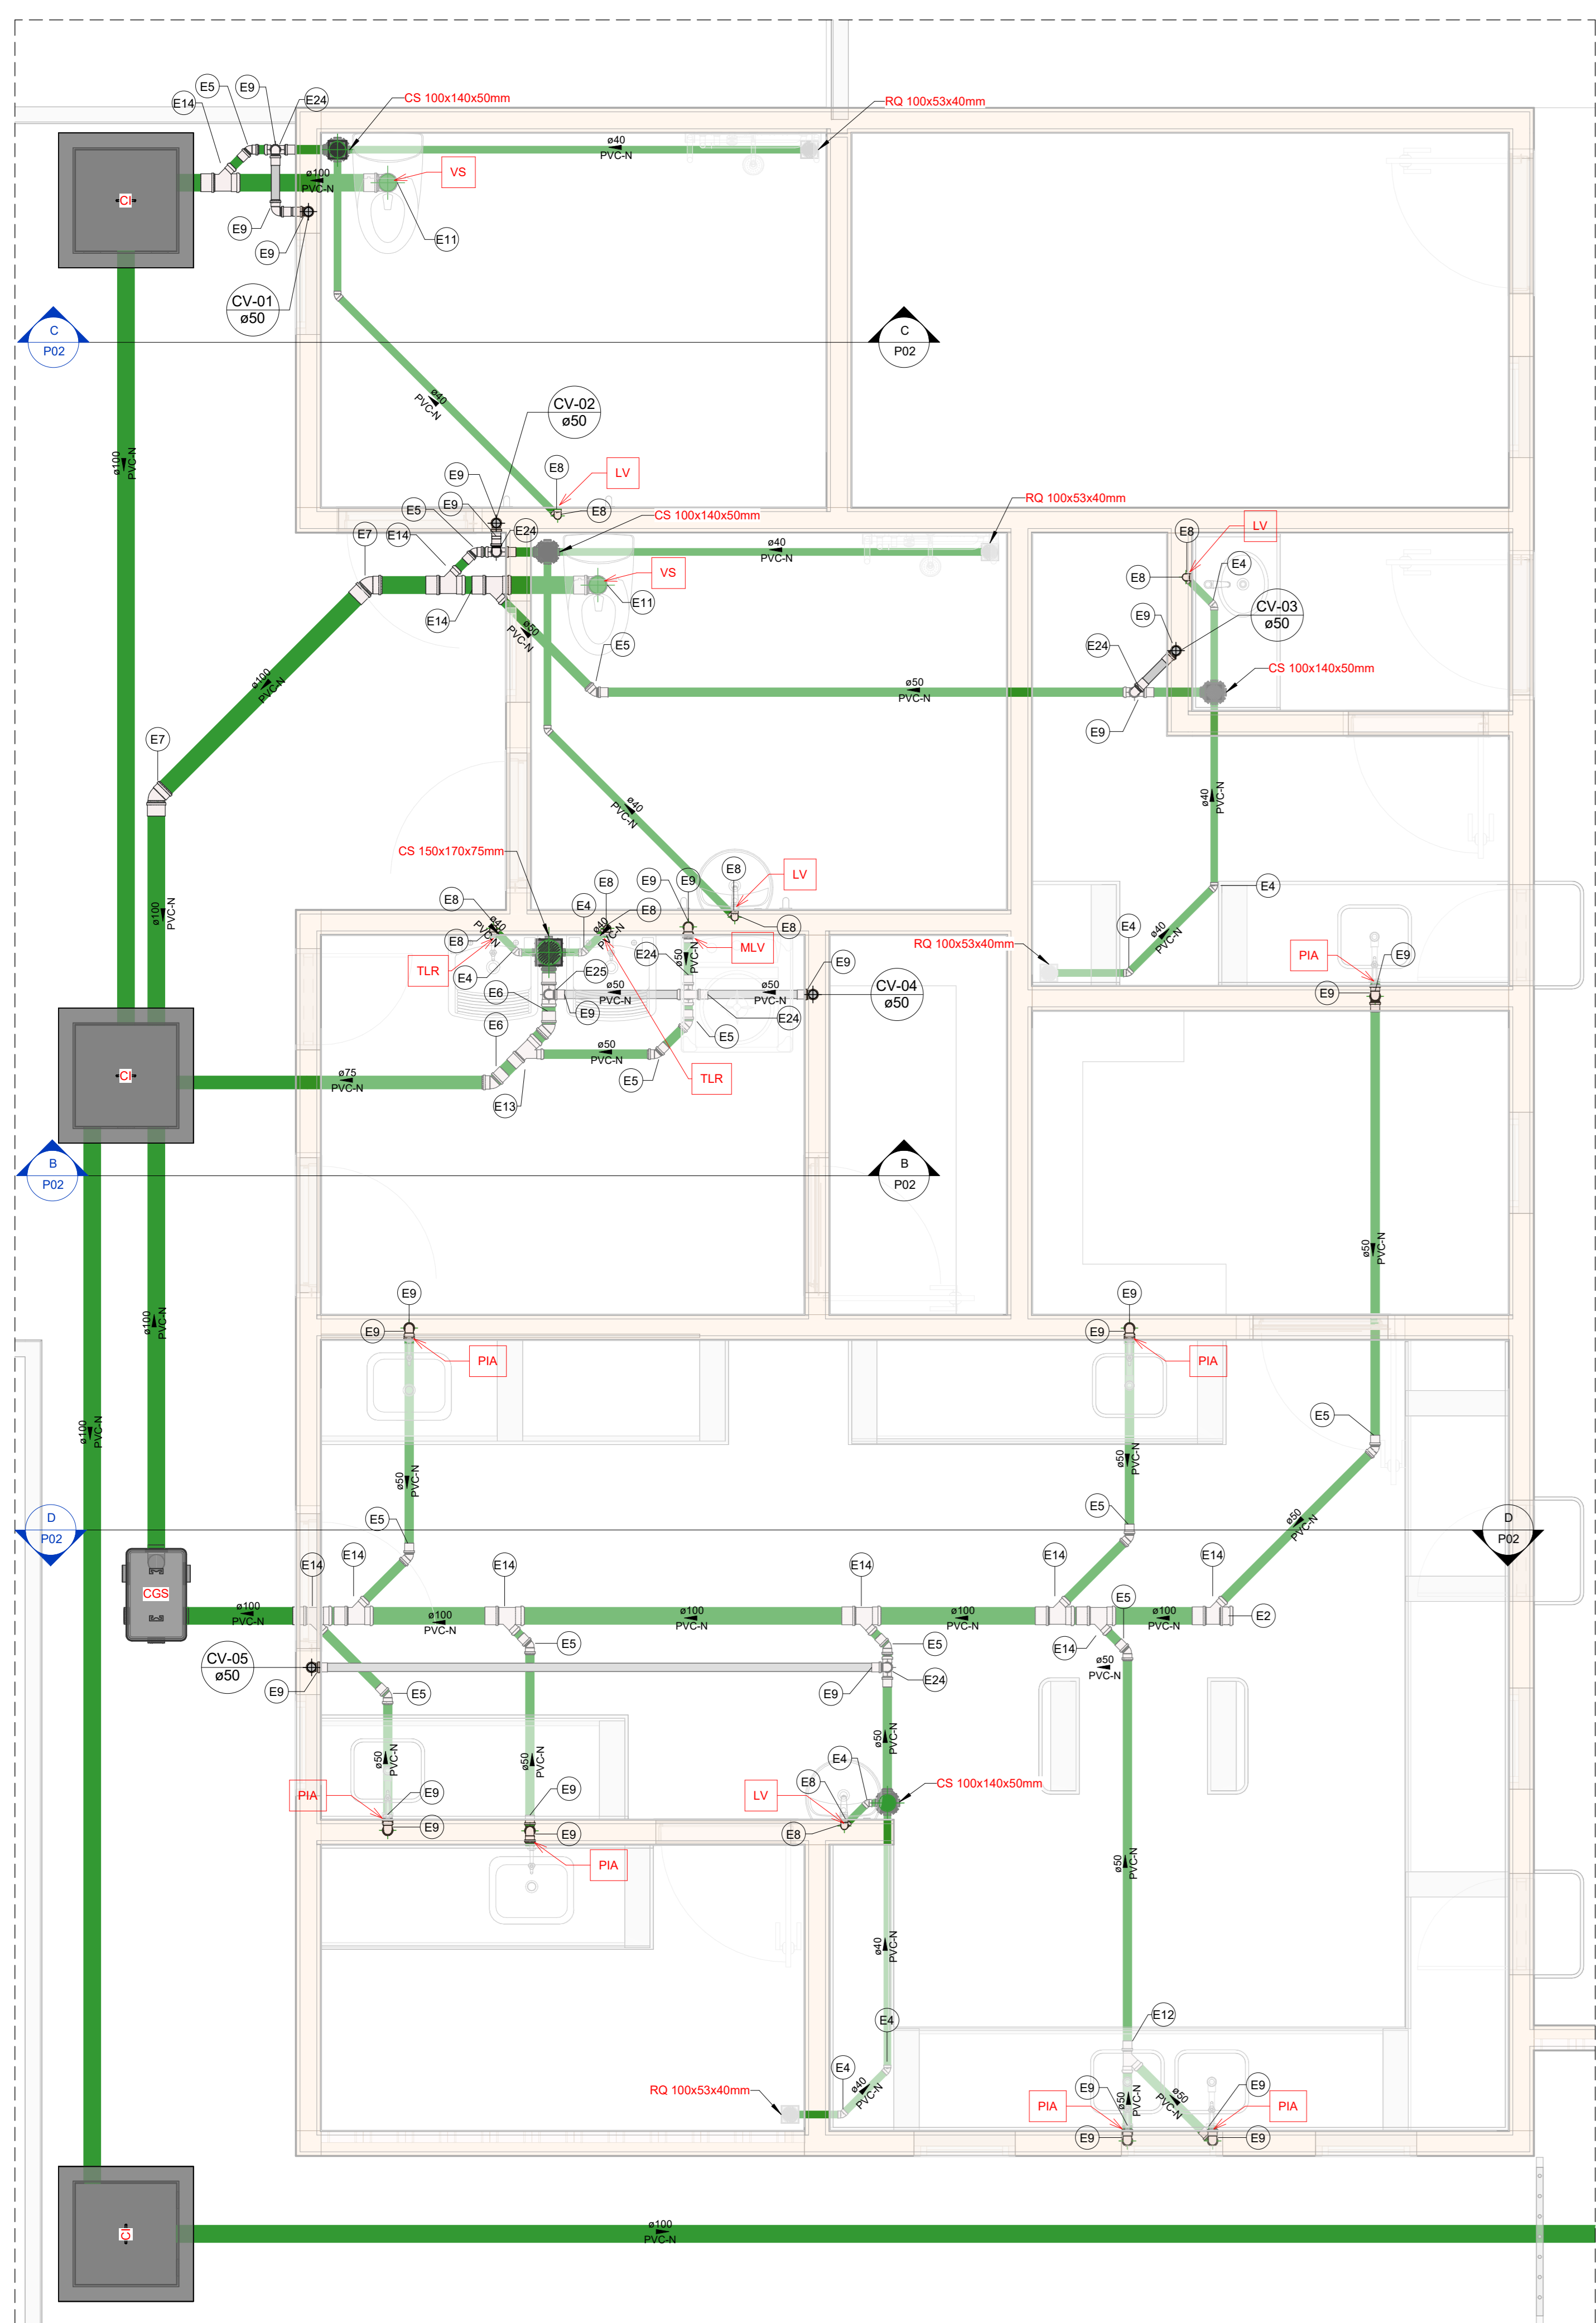 E5
E9
E14
E24
CS 100x140x50mm
RQ 100x53x40mm
ø40
PVC-N
VS
ø100
PVC-N
CI
E9
E9
E11
CV-01
ø50
C
P02
C
P02
ø40
PVC-N
CV-02
ø50
ø100
PVC-N
E9
E8
LV
E9
E5
E8
CS 100x140x50mm
RQ 100x53x40mm
E7
E14
E24
ø40
PVC-N
E8
LV
E8
E4
VS
E14
E11
ø50
PVC-N
E5
CV-03
ø50
E9
E24
CS 100x140x50mm
ø50
PVC-N
E9
ø100
PVC-N
E7
ø40
PVC-N
ø40
PVC-N
CS 150x170x75mm
E8
E9
E9
E8
LV
E4
E8
E4
E8
E8
ø40
PVC-N
ø40
PVC-N
E8
ø100
PVC-N
MLV
RQ 100x53x40mm
E4
ø40
PVC-N
PIA
E9
E9
TLR
E4
E25
E24
ø50
PVC-N
E9
CV-04
ø50
E6
ø50
PVC-N
ø50
PVC-N
E9
E24
E6
E5
ø50
PVC-N
E5
TLR
CI
ø75
PVC-N
E13
B
P02
B
P02
ø50
PVC-N
E9
E9
PIA
E9
E9
PIA
ø100
PVC-N
ø100
PVC-N
E5
ø50
PVC-N
ø50
PVC-N
E5
E5
ø50
PVC-N
D
P02
D
P02
E14
E14
E14
E14
E14
E14
CGS
ø100
PVC-N
ø100
PVC-N
ø100
PVC-N
ø100
PVC-N
ø100
PVC-N
E5
E2
E5
E5
E14
CV-05
ø50
E9
E5
E9
E24
ø50
PVC-N
ø50
PVC-N
ø50
PVC-N
ø50
PVC-N
E4
E8
CS 100x140x50mm
PIA
E9
E9
LV
E9
E9
E8
PIA
ø50
PVC-N
ø40
PVC-N
E4
E12
E4
ø40
PVC-N
RQ 100x53x40mm
E9
ø50
PVC-N
ø50
PVC-N
E9
PIA
PIA
E9
E9
CI
ø100
PVC-N